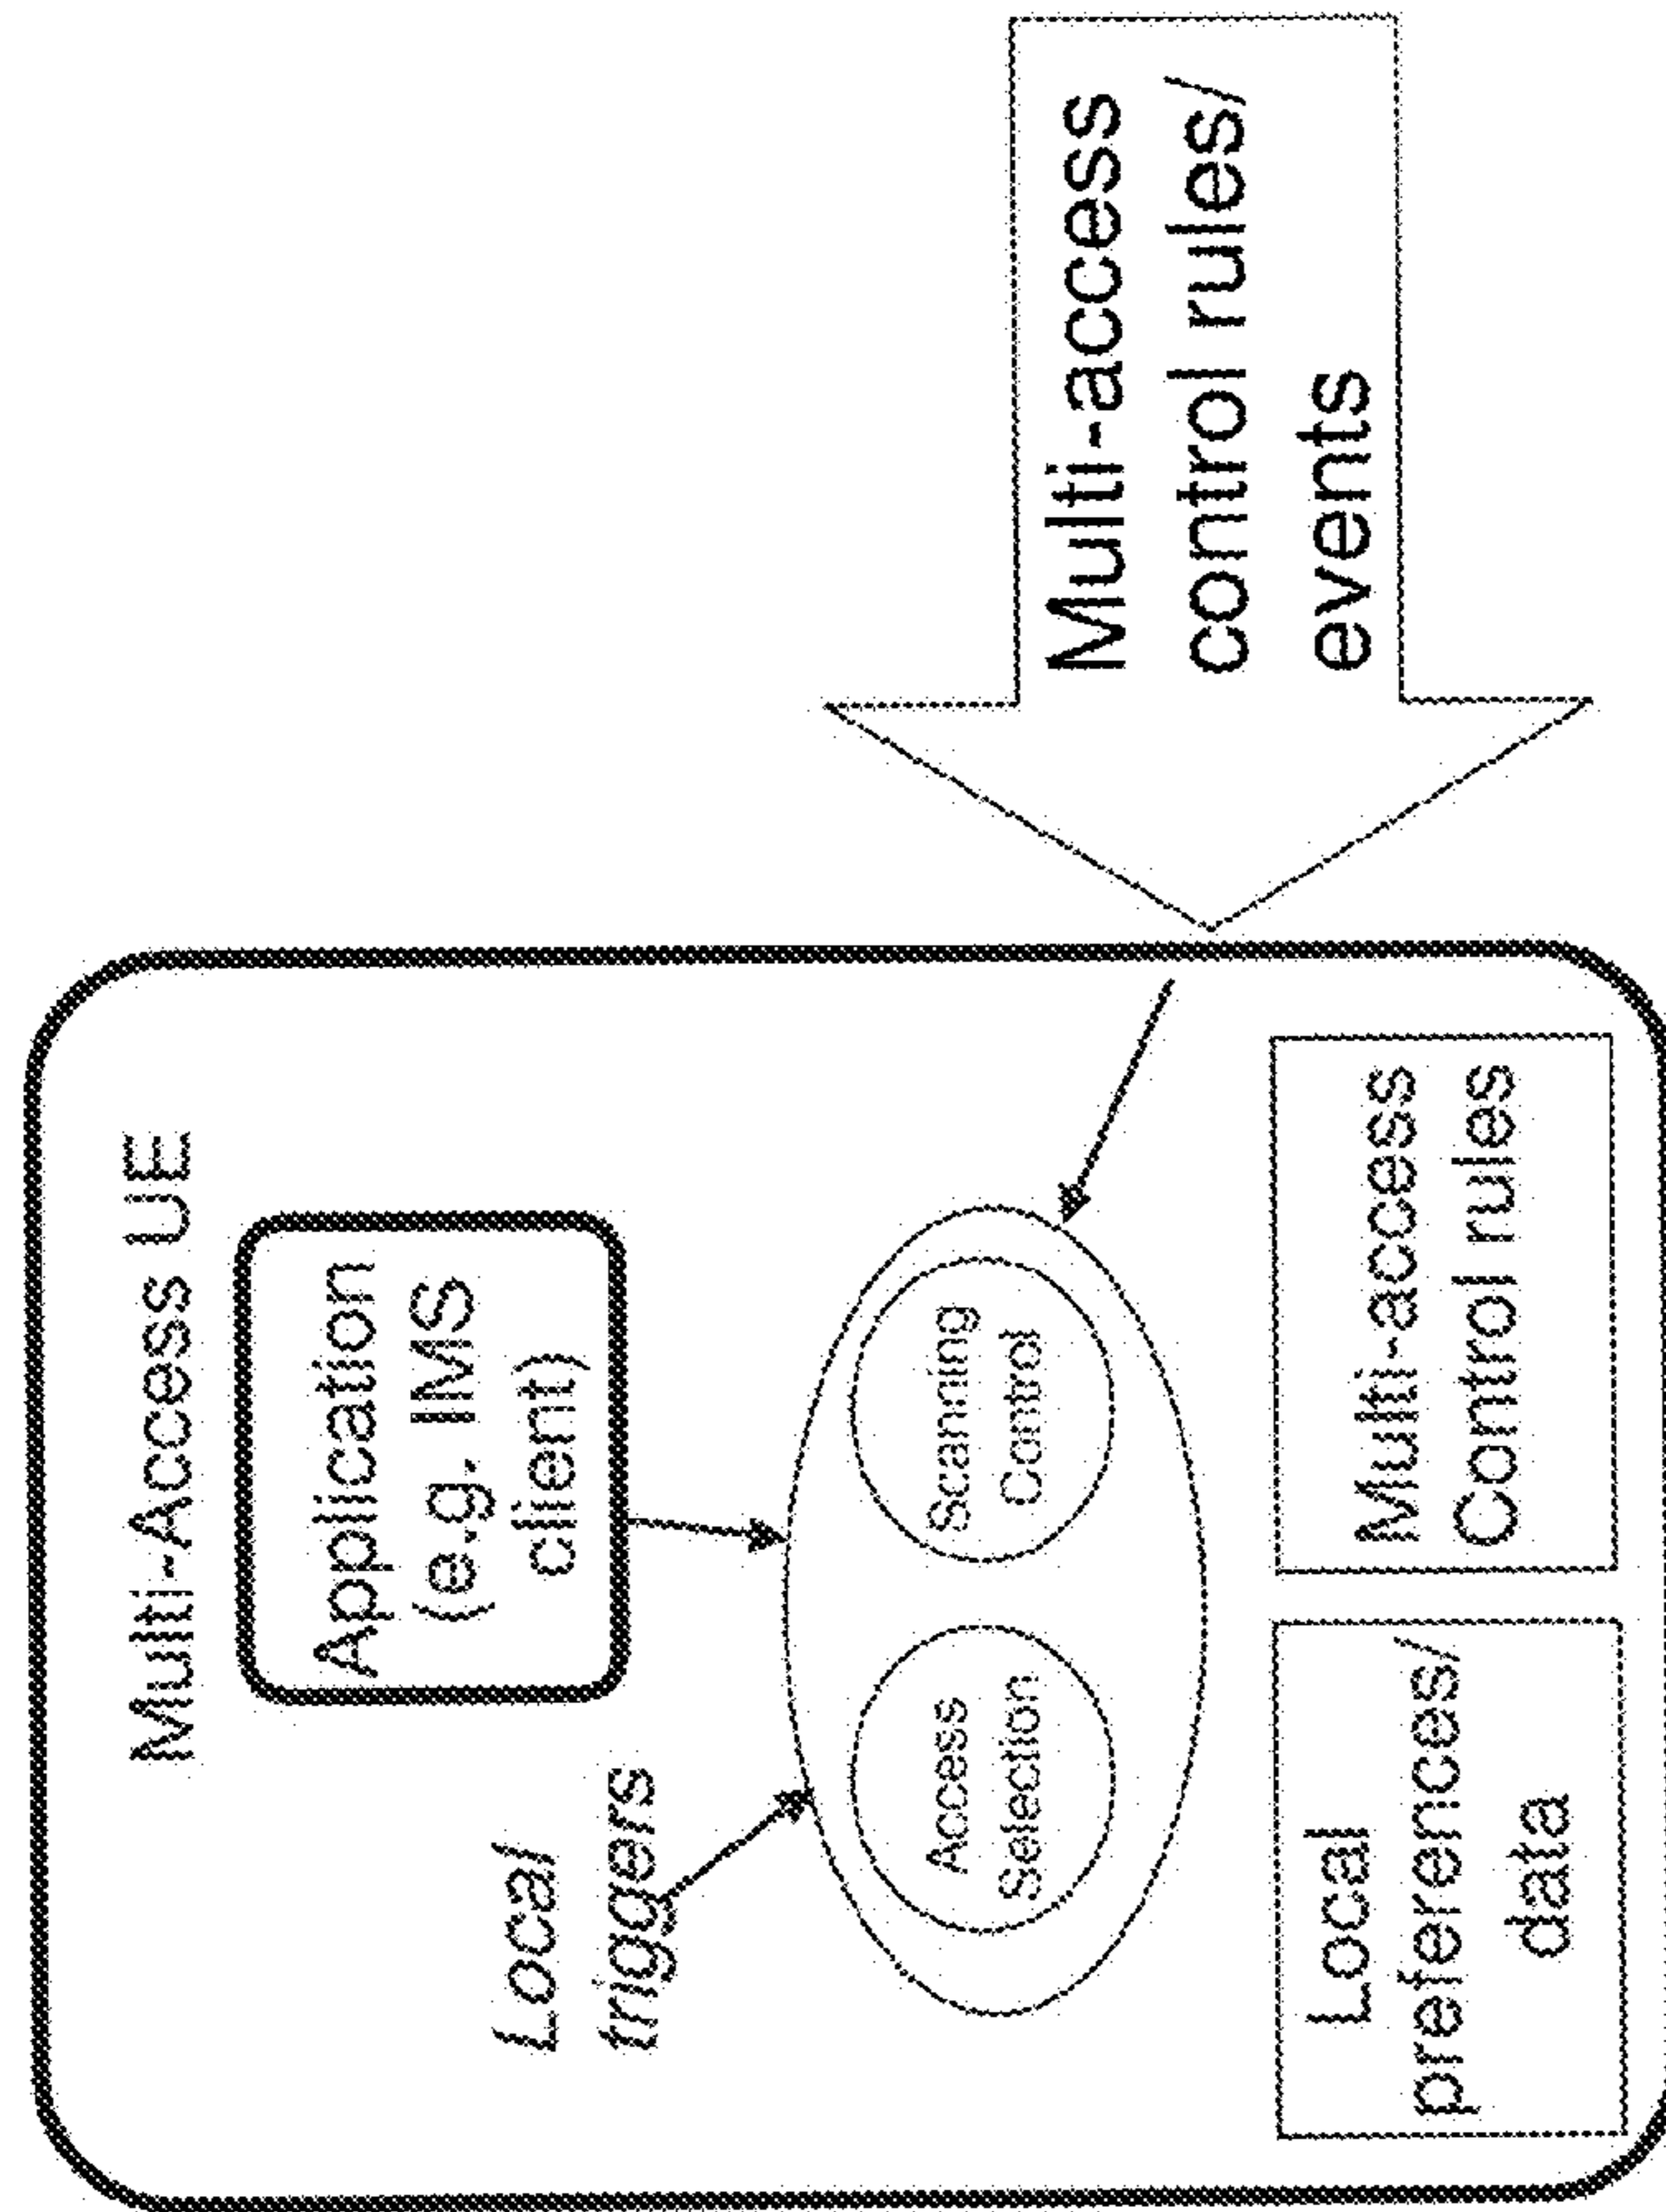 Multi-Access UE
Application
(e.g. IMS
client)
Local
triggers
Access
Selection
Scanning
Control
Local
preferences/
data
Multi-access
Control rules
Multi-access
control rules/
events